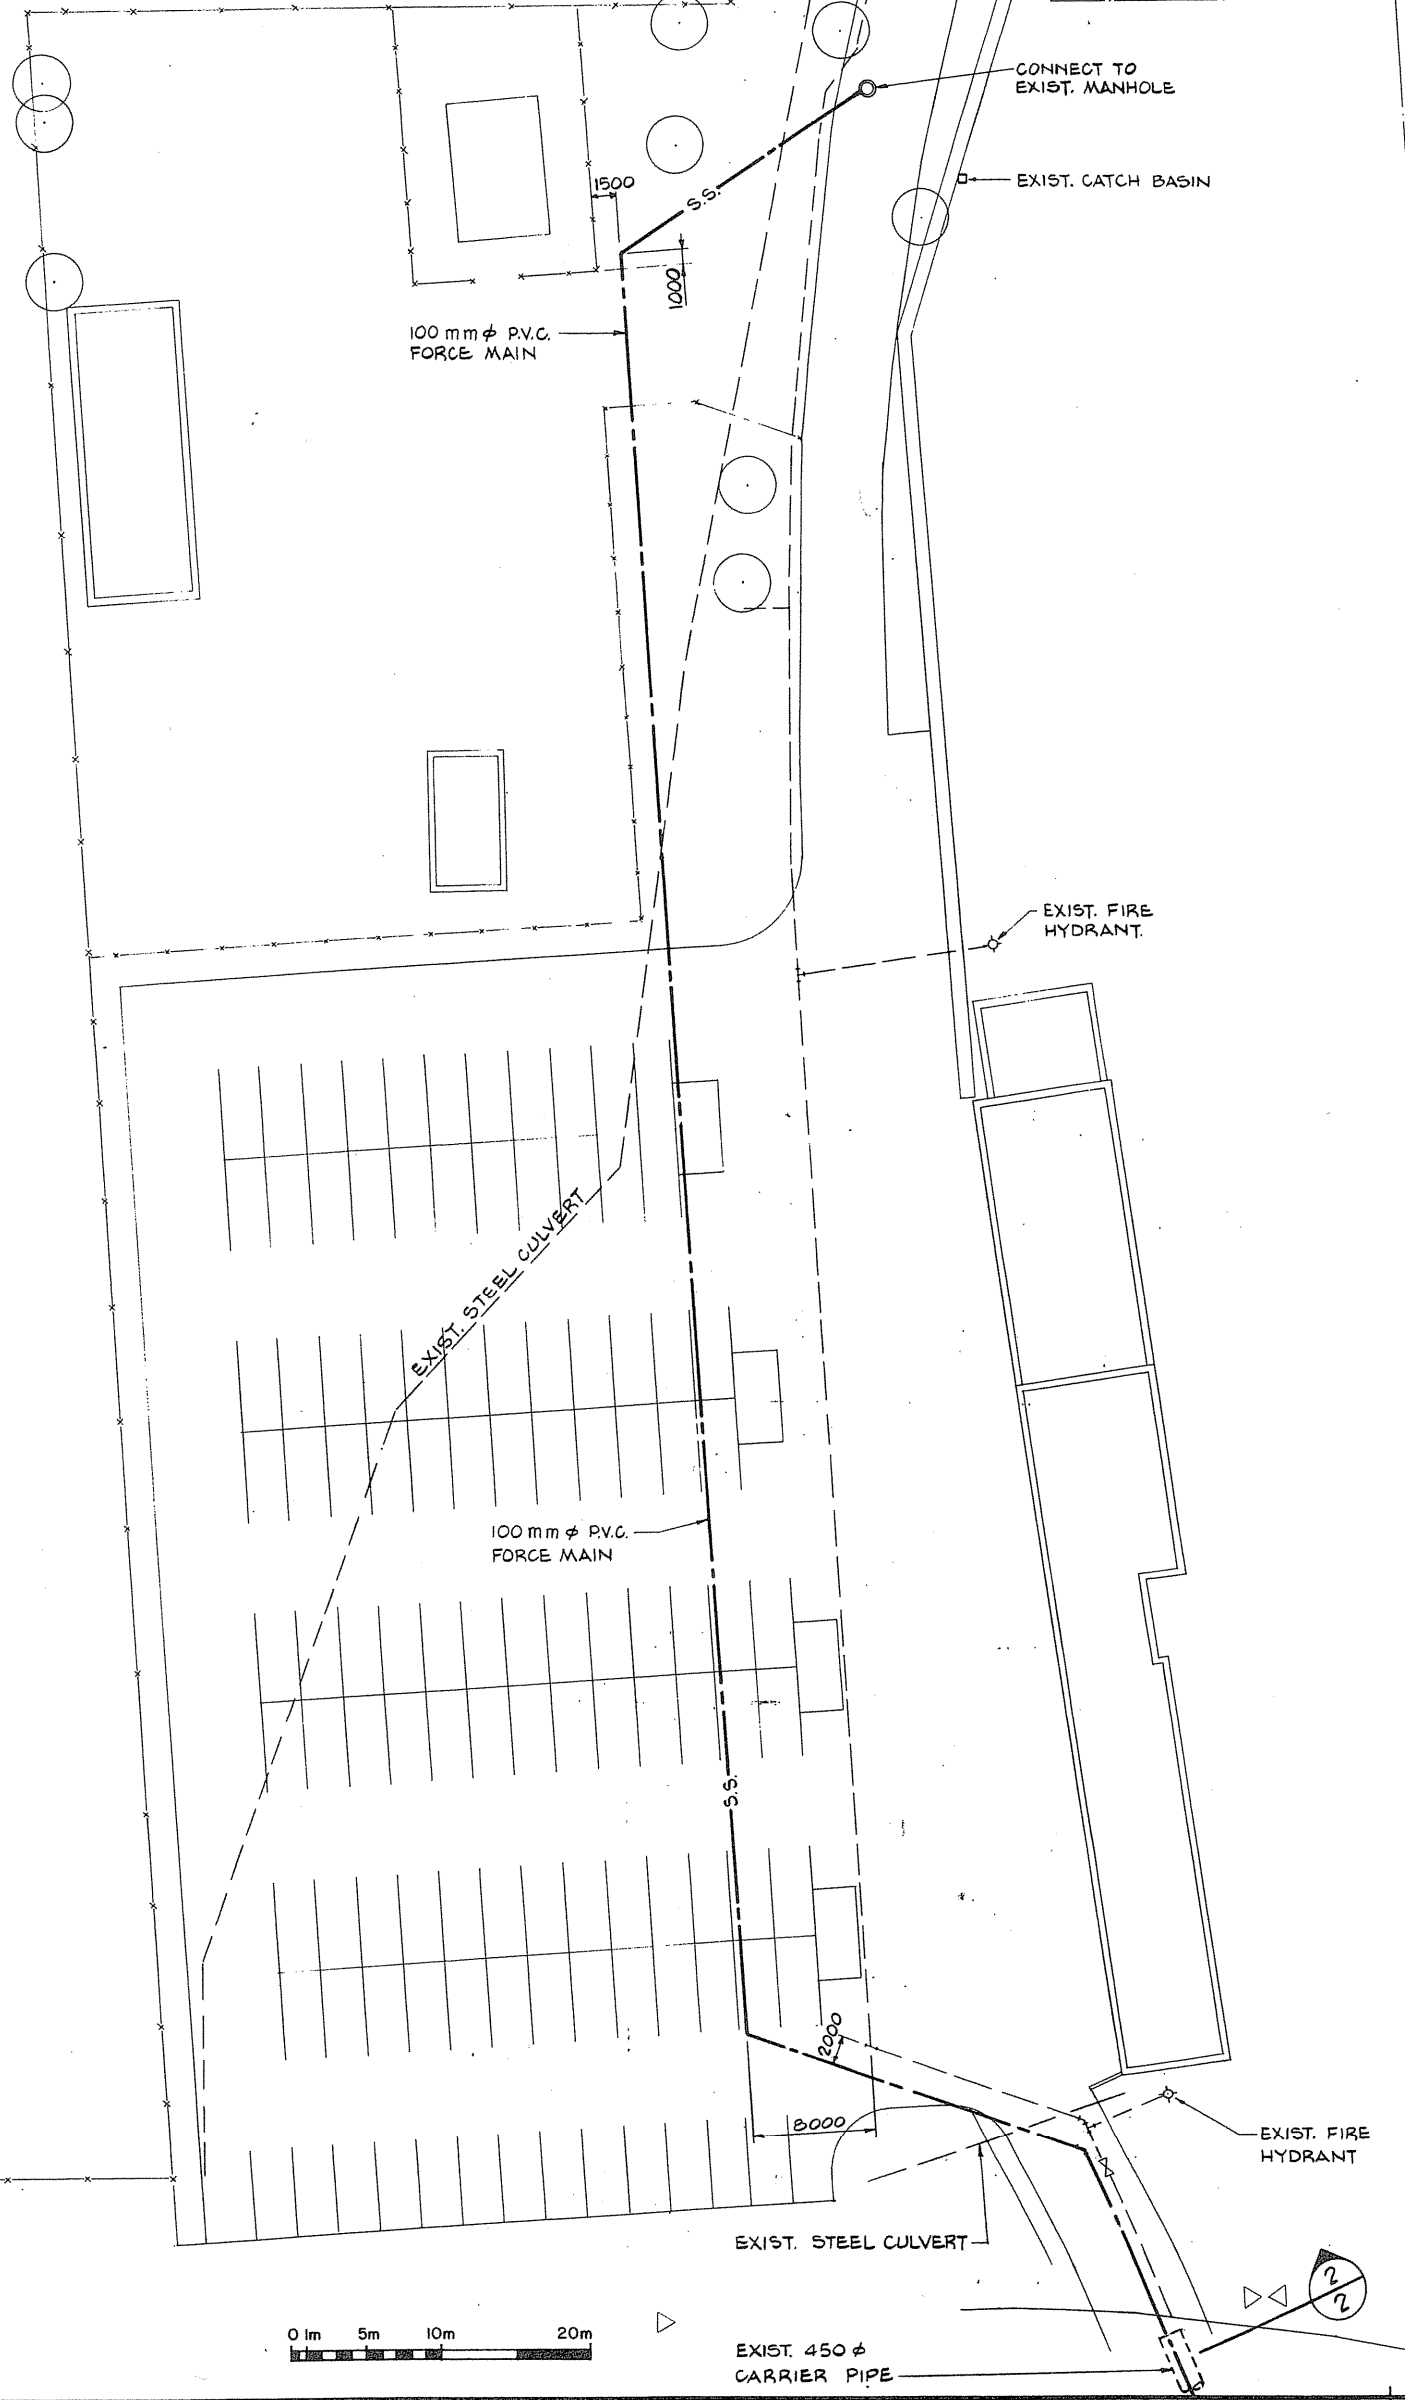 CONNECT TO
EXIST. MANHOLE
EXIST. CATCH BASIN
1500
S.S.
1000
100 mm ⌀ P.V.C.
FORCE MAIN
EXIST. FIRE
HYDRANT.
EXIST. STEEL CULVERT
100 mm ⌀ P.V.C.
FORCE MAIN
S.S.
2000
8000
EXIST. FIRE
HYDRANT
EXIST. STEEL CULVERT
2
2
0 1m 5m 10m 20m
EXIST. 450 ⌀
CARRIER PIPE